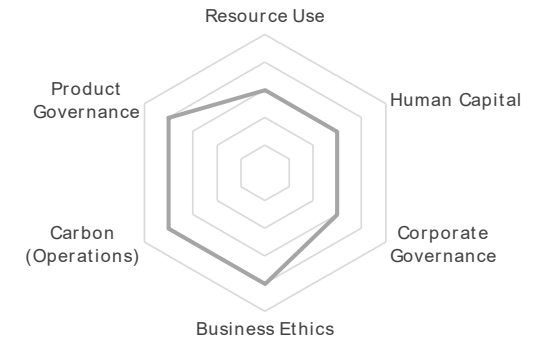 Resource Use
Product
Governance
Human Capital
Carbon
(Operations)
Corporate
Governance
Business Ethics